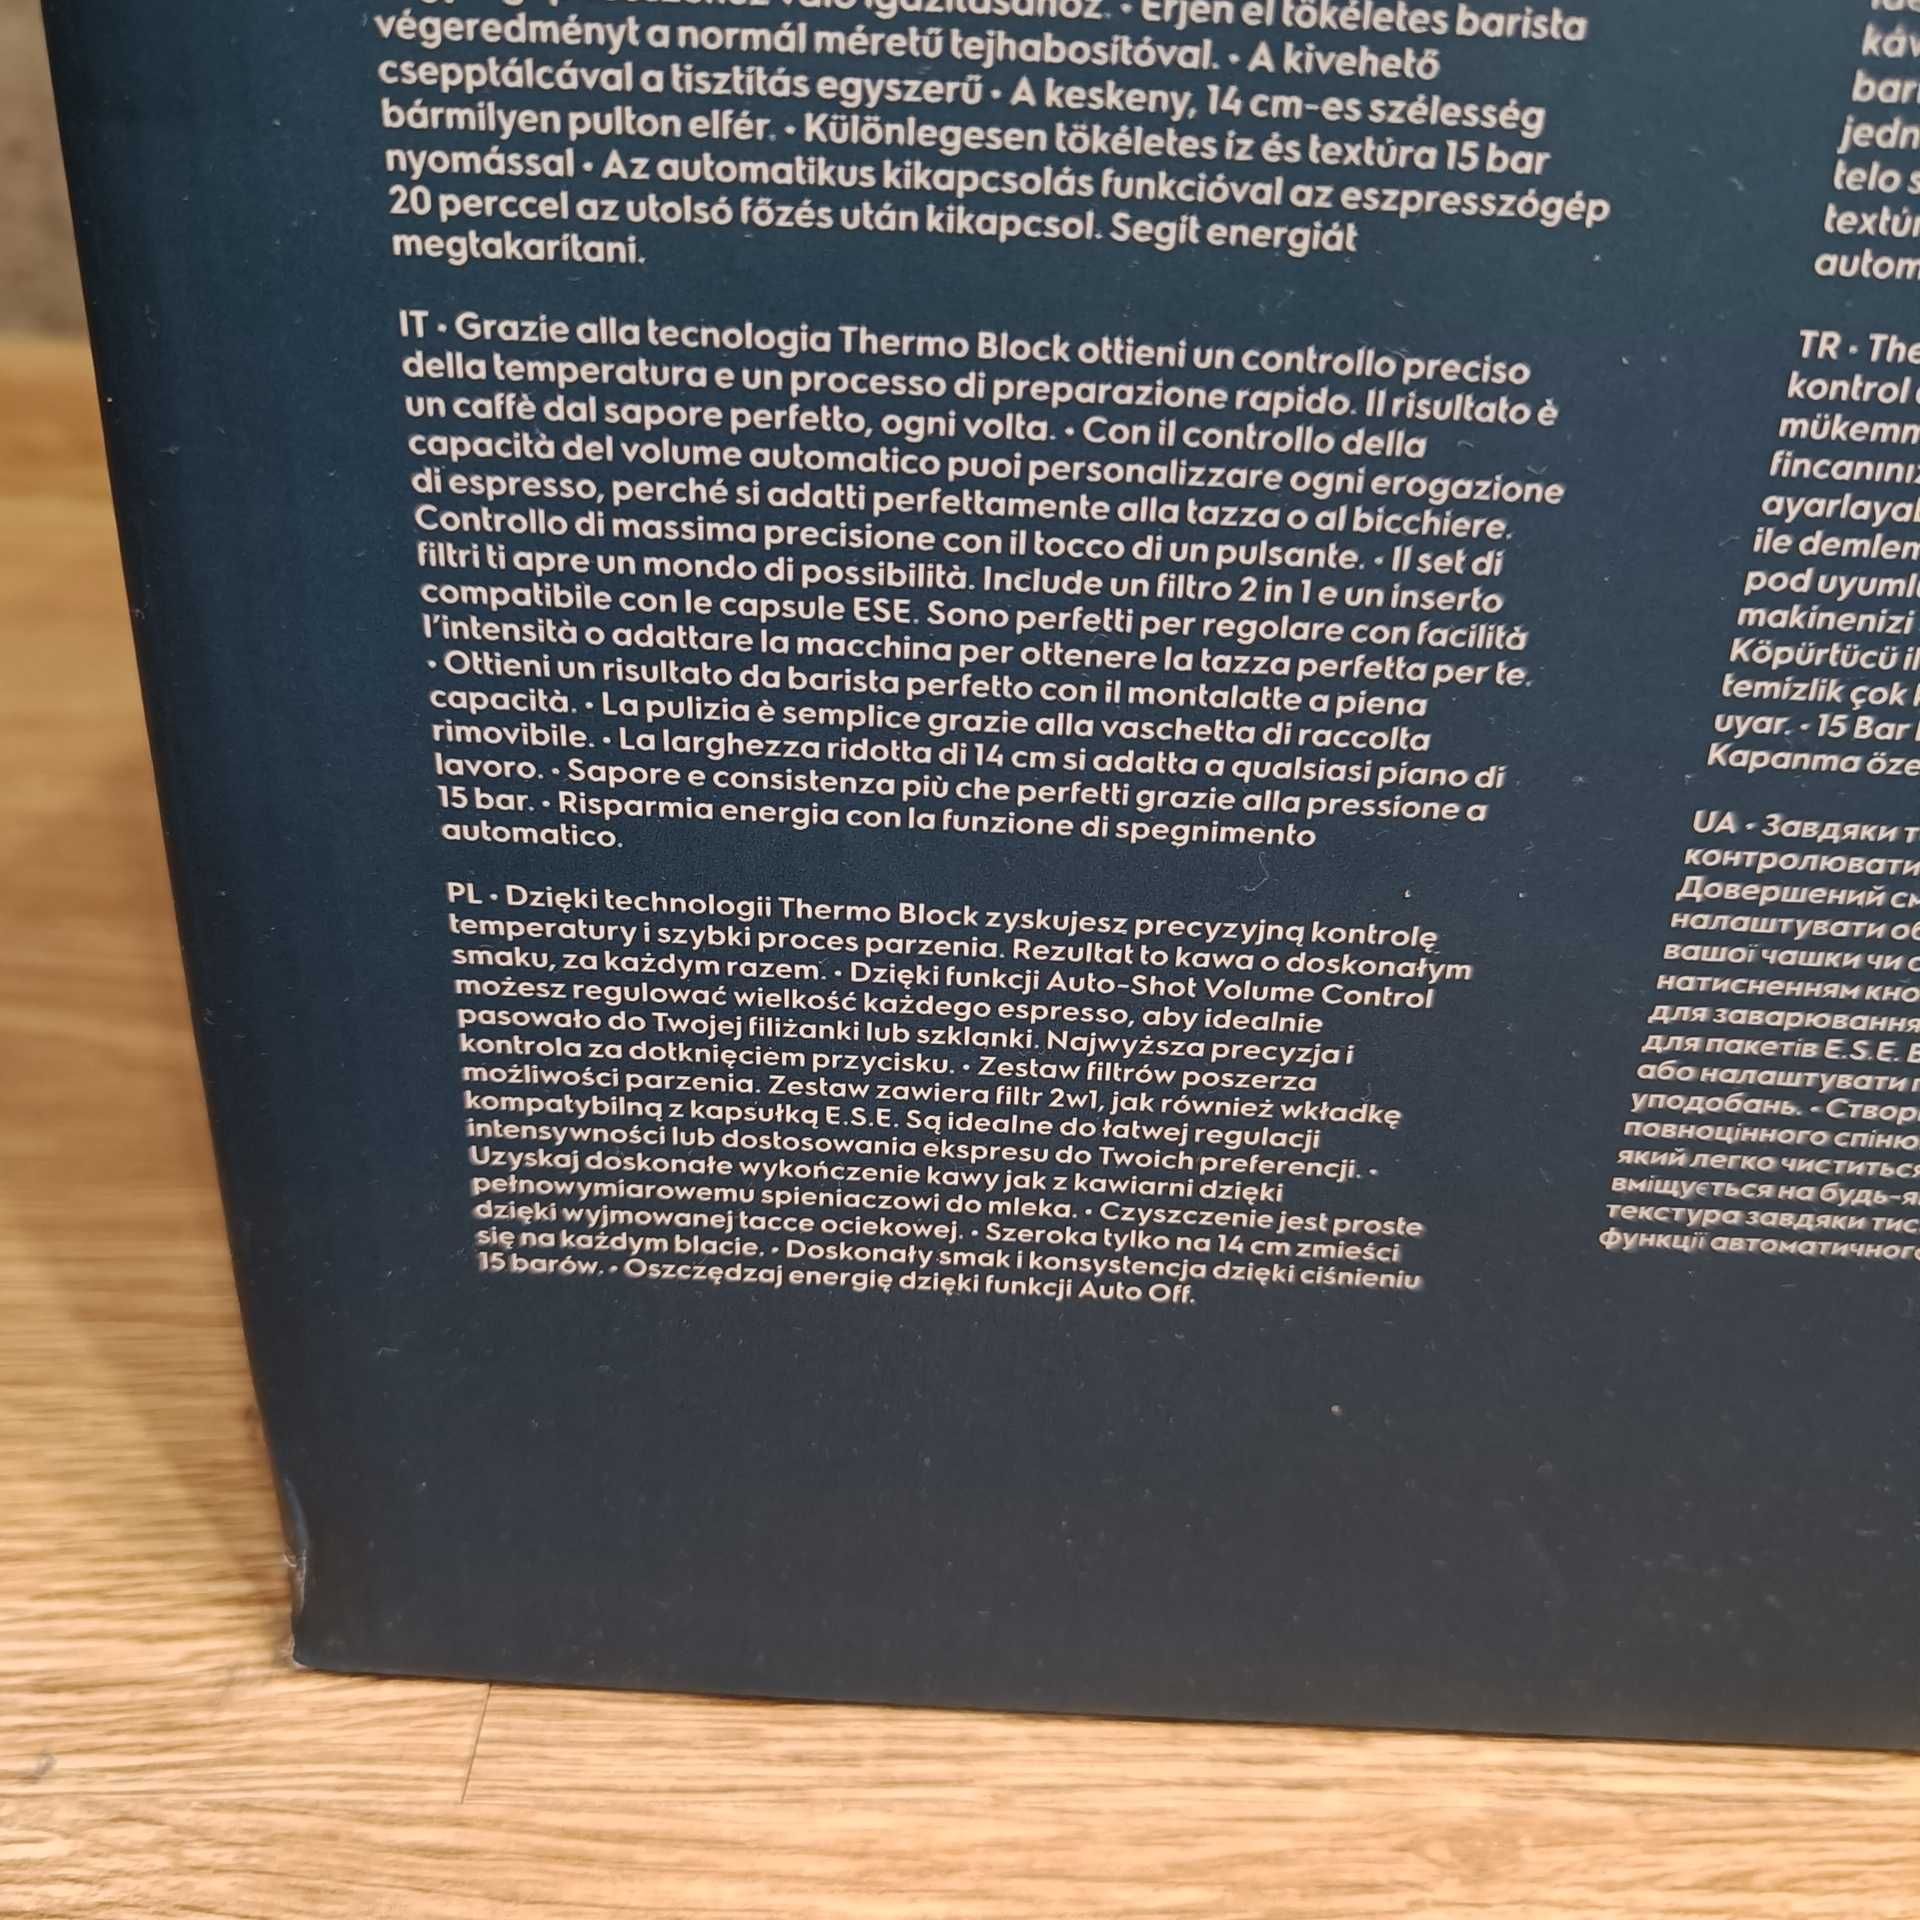 Érjen el tökéletes barista
végeredményt a normál méretű tejhabosítóval. • A kivehető
csepptálcával a tisztítás egyszerű • A keskeny, 14 cm-es szélesség
bármilyen pulton elfér. • Különlegesen tökéletes íz és textúra 15 bar
nyomással • Az automatikus kikapcsolás funkcióval az eszpresszógép
20 perccel az utolsó főzés után kikapcsol. Segít energiát
megtakarítani.
IT • Grazie alla tecnologia Thermo Block ottieni un controllo preciso
della temperatura e un processo di preparazione rapido. Il risultato è
un caffè dal sapore perfetto, ogni volta. • Con il controllo della
capacità del volume automatico puoi personalizzare ogni erogazione
di espresso, perché si adatti perfettamente alla tazza o al bicchiere.
Controllo di massima precisione con il tocco di un pulsante. • Il set di
filtri ti apre un mondo di possibilità. Include un filtro 2 in 1 e un inserto
compatibile con le capsule ESE. Sono perfetti per regolare con facilità
l'intensità o adattare la macchina per ottenere la tazza perfetta per te.
• Ottieni un risultato da barista perfetto con il montalatte a piena
capacità. • La pulizia è semplice grazie alla vaschetta di raccolta
rimovibile. • La larghezza ridotta di 14 cm si adatta a qualsiasi piano di
lavoro. • Sapore e consistenza più che perfetti grazie alla pressione a
15 bar. • Risparmia energia con la funzione di spegnimento
automatico.
PL • Dzięki technologii Thermo Block zyskujesz precyzyjną kontrolę
temperatury i szybki proces parzenia. Rezultat to kawa o doskonałym
smaku, za każdym razem. • Dzięki funkcji Auto-Shot Volume Control
możesz regulować wielkość każdego espresso, aby idealnie
pasowało do Twojej filiżanki lub szklanki. Najwyższa precyzja i
kontrola za dotknięciem przycisku. • Zestaw filtrów poszerza
możliwości parzenia. Zestaw zawiera filtr 2w1, jak również wkładkę
kompatybilną z kapsułką E.S.E. Są idealne do łatwej regulacji
intensywności lub dostosowania ekspresu do Twoich preferencji. •
Uzyskaj doskonałe wykończenie kawy jak z kawiarni dzięki
pełnowymiarowemu spieniaczowi do mleka. • Czyszczenie jest proste
dzięki wyjmowanej tacce ociekowej. • Szeroka tylko na 14 cm zmieści
się na każdym blacie. • Doskonały smak i konsystencja dzięki ciśnieniu
15 barów. • Oszczędzaj energię dzięki funkcji Auto Off.
telo
TR •
kontrol
ile
pod
makinenizi
Köpürtücü
temizlik çok
uyar. • 15 Bar
Kapanma
UA • Завдяки
контролювати
Довершений
налаштувати
вашої чашки чи
натисненням
для заварювання
для пакетів E.S.E.
або налаштувати
уподобань. •
повноцінного
який легко
вміщується на
текстура завдяки
функції